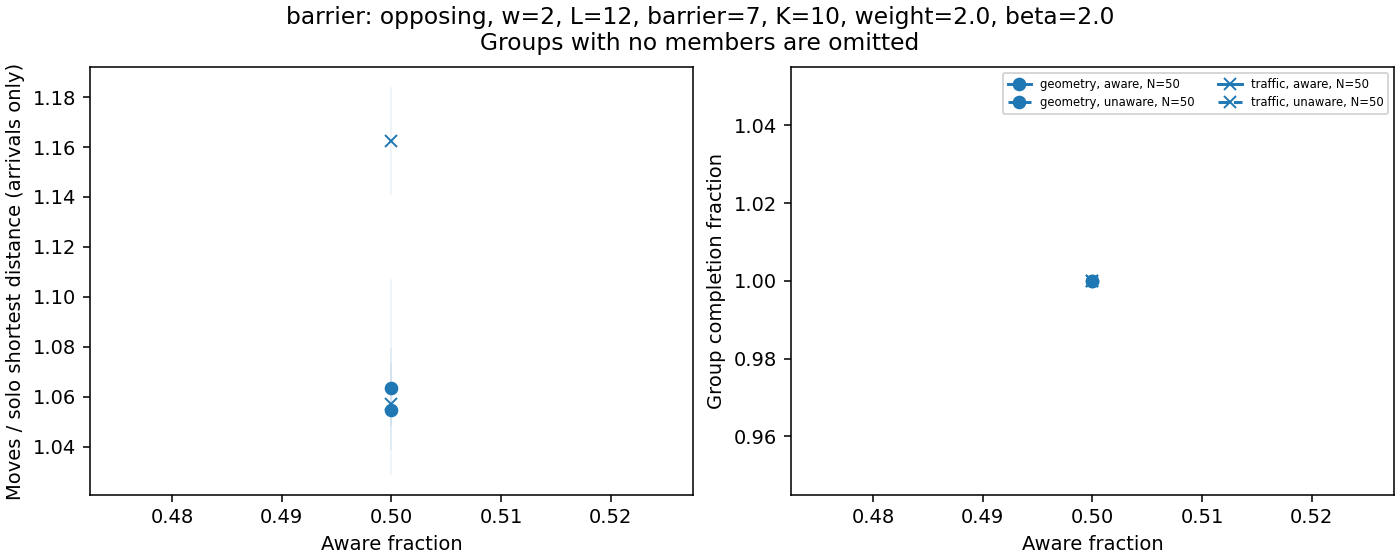 barrier: opposing, w=2, L=12, barrier=7, K=10, weight=2.0, beta=2.0
Groups with no members are omitted
Moves / solo shortest distance (arrivals only)
1.18
1.16
1.14
1.12
1.10
1.08
1.06
1.04
0.48 0.49 0.50 0.51 0.52
Aware fraction
Group completion fraction
1.04
1.02
1.00
0.98
0.96
geometry, aware, N=50 traffic, aware, N=50
geometry, unaware, N=50 traffic, unaware, N=50
0.48 0.49 0.50 0.51 0.52
Aware fraction